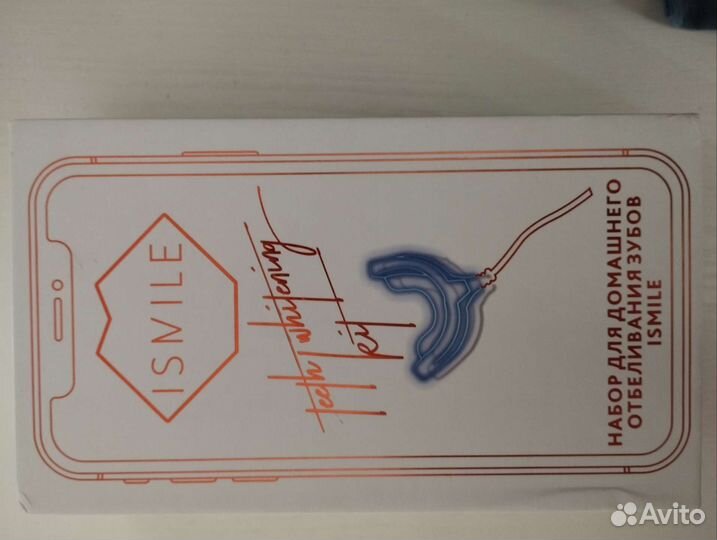 ISMILE
teeth whitening
kit
НАБОР ДЛЯ ДОМАШНЕГО
ОТБЕЛИВАНИЯ ЗУБОВ
ISMILE
Avito